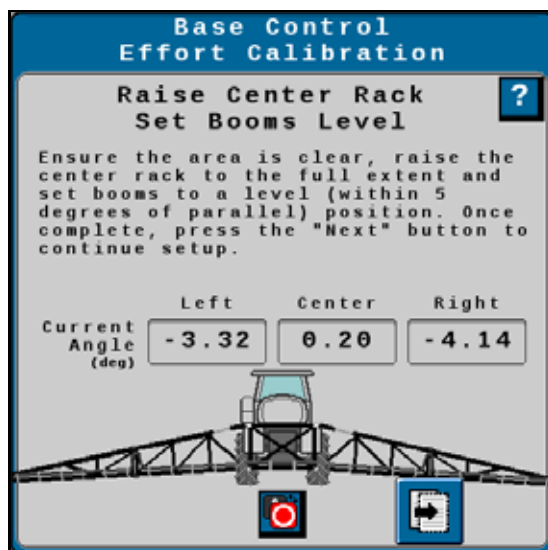 Base Control
Effort Calibration
Raise Center Rack
Set Booms Level
?
Ensure the area is clear, raise the
center rack to the full extent and
set booms to a level (within 5
degrees of parallel) position. Once
complete, press the "Next" button to
continue setup.
Left Center Right
Current
Angle
(deg)
-3.32 0.20 -4.14